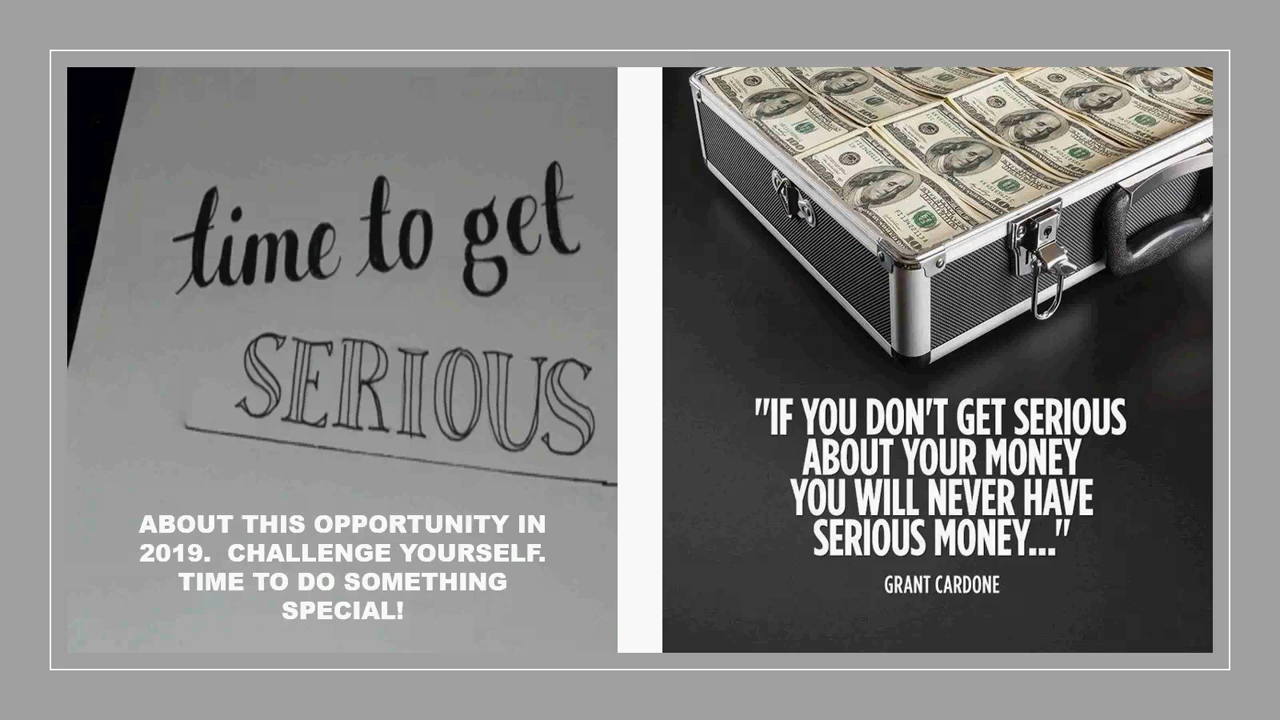 time to get
SERIOUS
ABOUT THIS OPPORTUNITY IN
2019. CHALLENGE YOURSELF.
TIME TO DO SOMETHING
SPECIAL!
"IF YOU DON'T GET SERIOUS
ABOUT YOUR MONEY
YOU WILL NEVER HAVE
SERIOUS MONEY..."
GRANT CARDONE